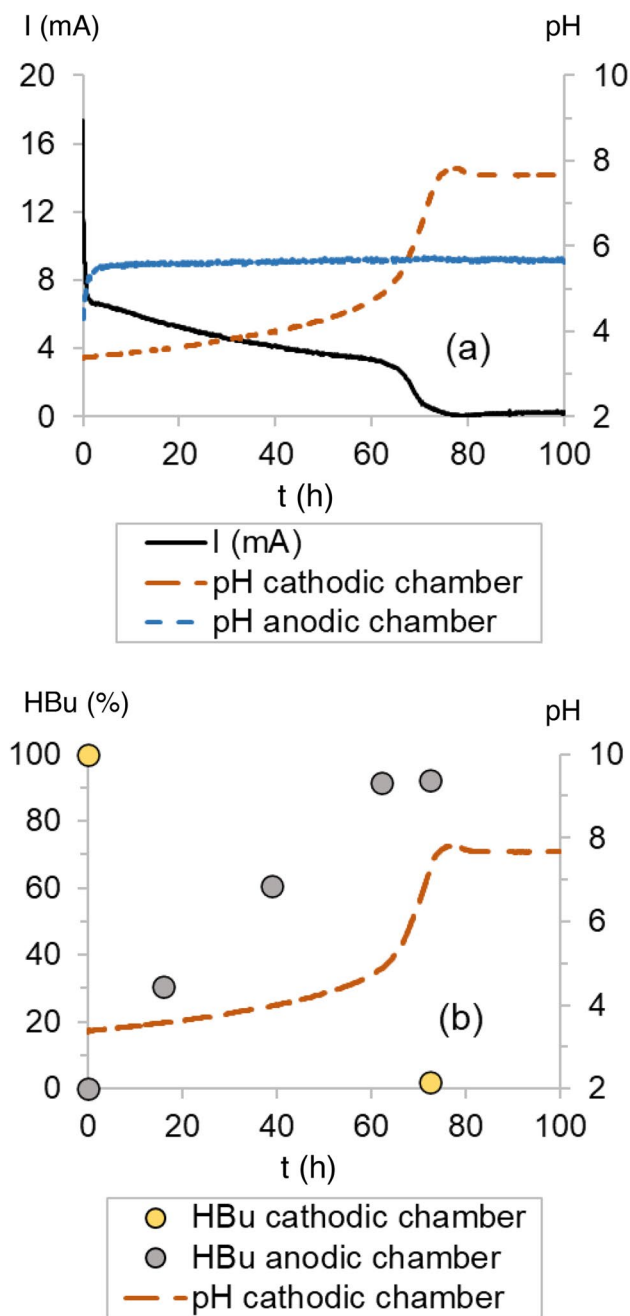 I (mA) pH
20 10
16 8
12 6
8 4
(a)
4
0 2
0 20 40 60 80 100
t (h)
I (mA)
pH cathodic chamber
pH anodic chamber
HBu (%) pH
100 10
80 8
60 6
40 4
(b)
20
0 2
0 20 40 60 80 100
t (h)
HBu cathodic chamber
HBu anodic chamber
pH cathodic chamber